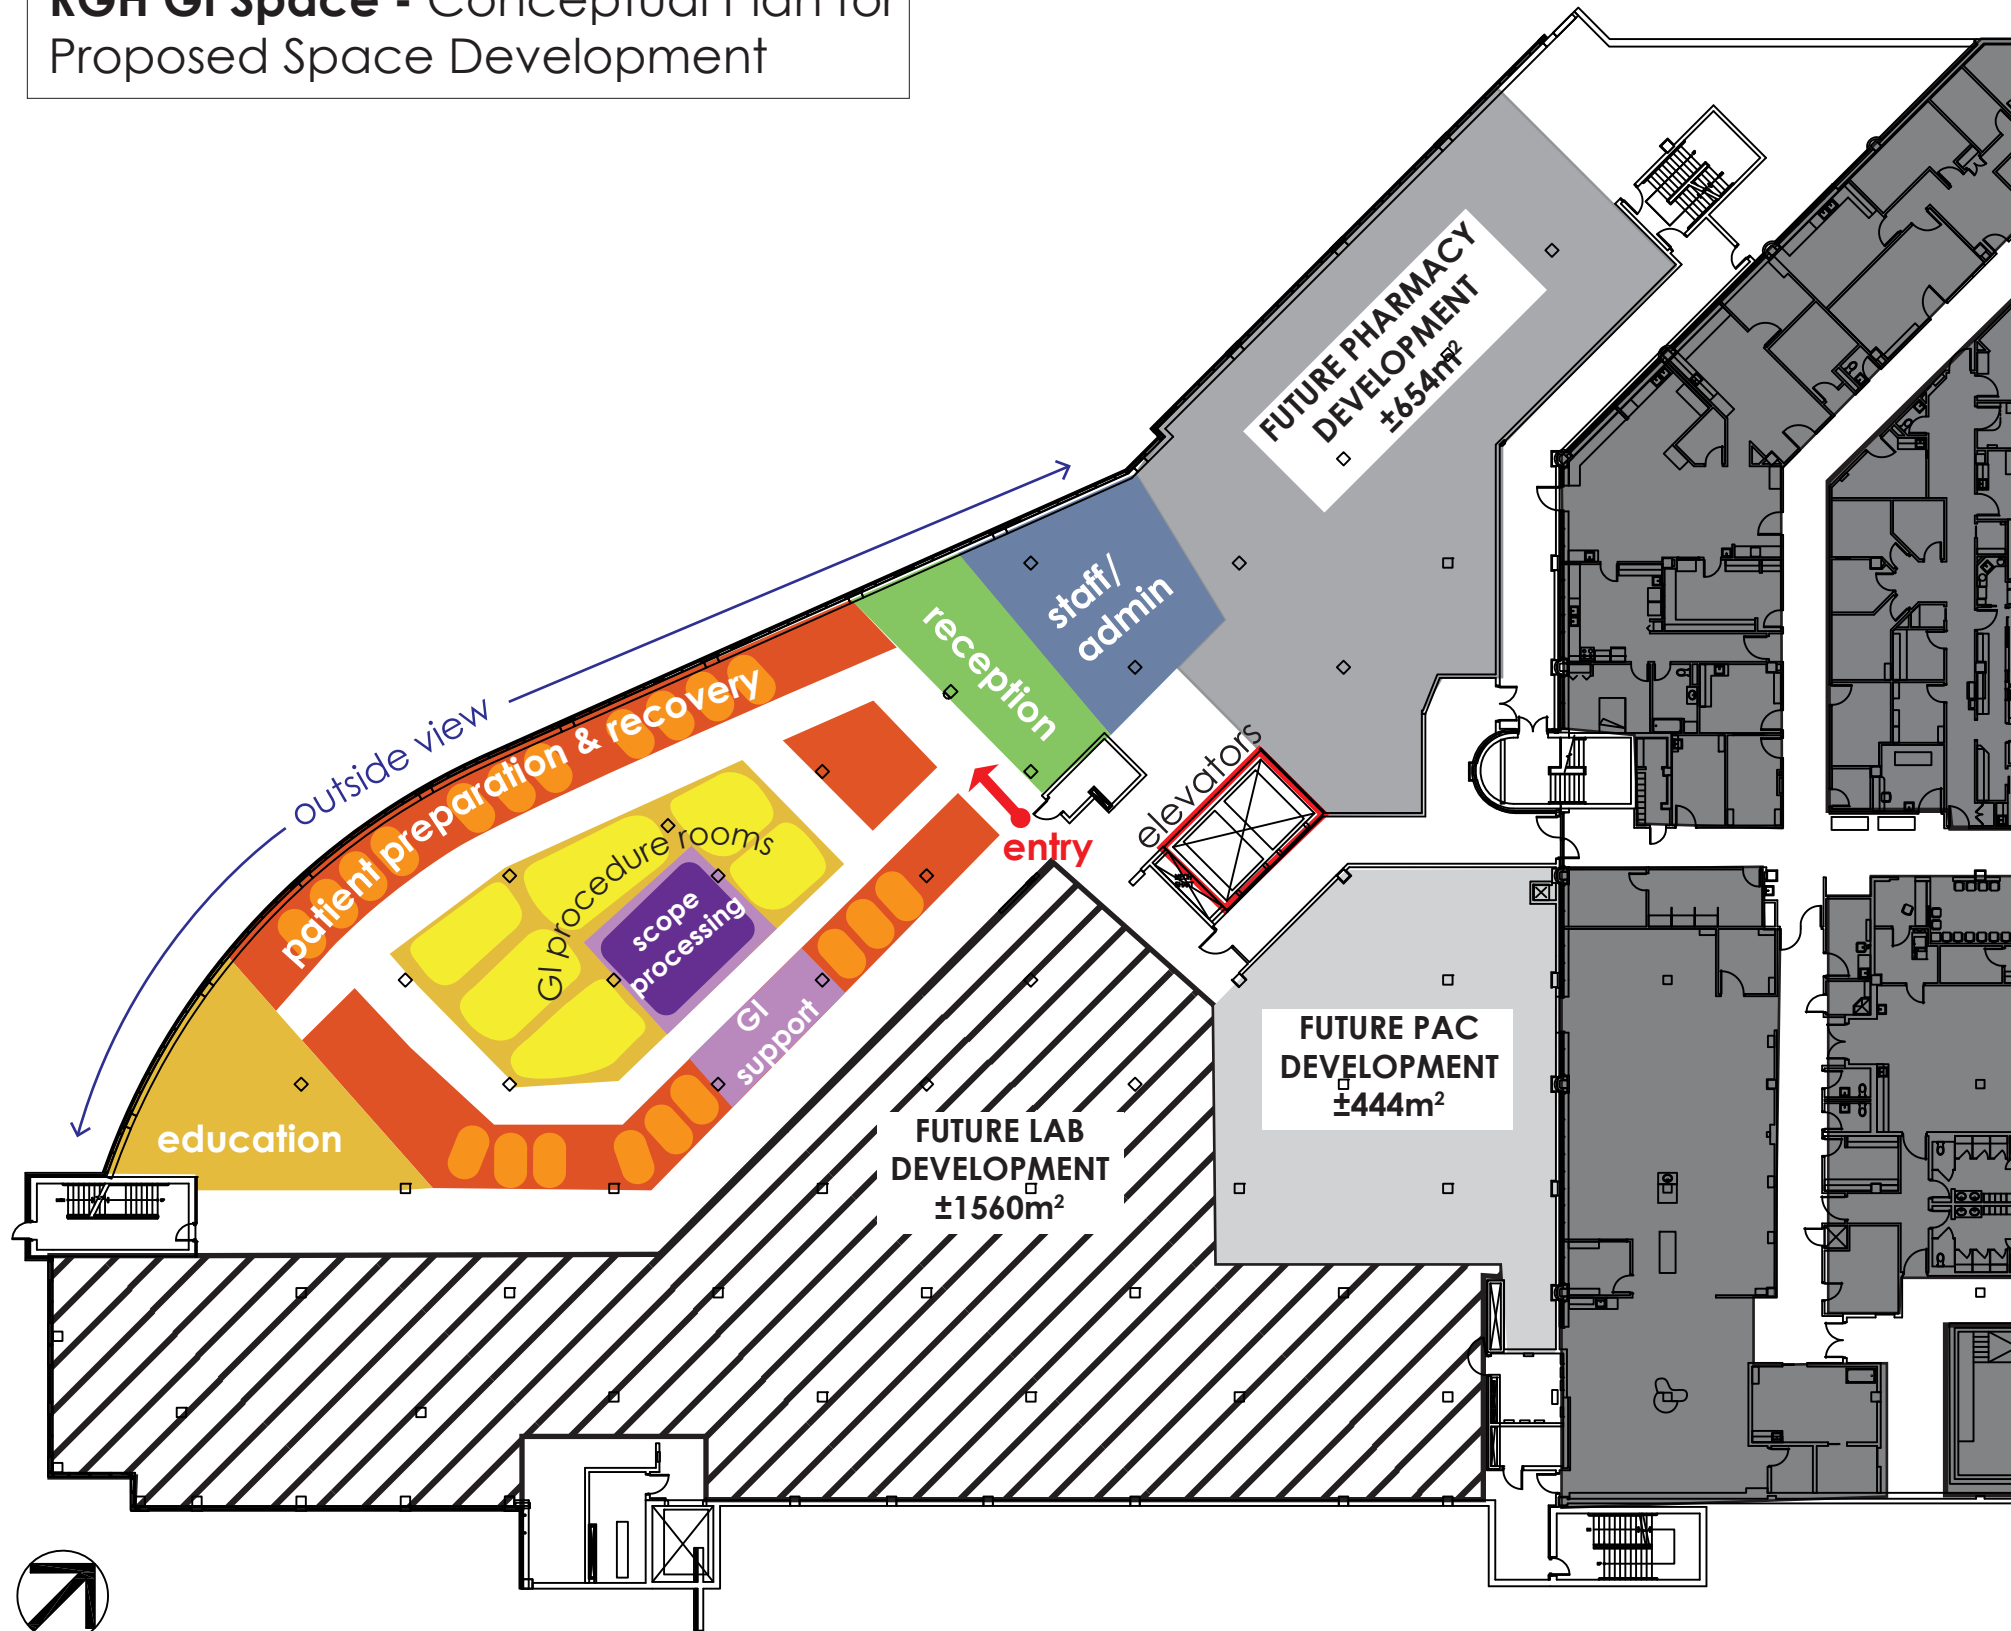 RGH GI Space - Conceptual Plan for
Proposed Space Development
FUTURE PHARMACY
DEVELOPMENT
±654m²
outside view
staff/
admin
reception
patient preparation & recovery
elevators
entry
GI procedure rooms
scope
processing
GI
support
education
FUTURE PAC
DEVELOPMENT
±444m²
FUTURE LAB
DEVELOPMENT
±1560m²